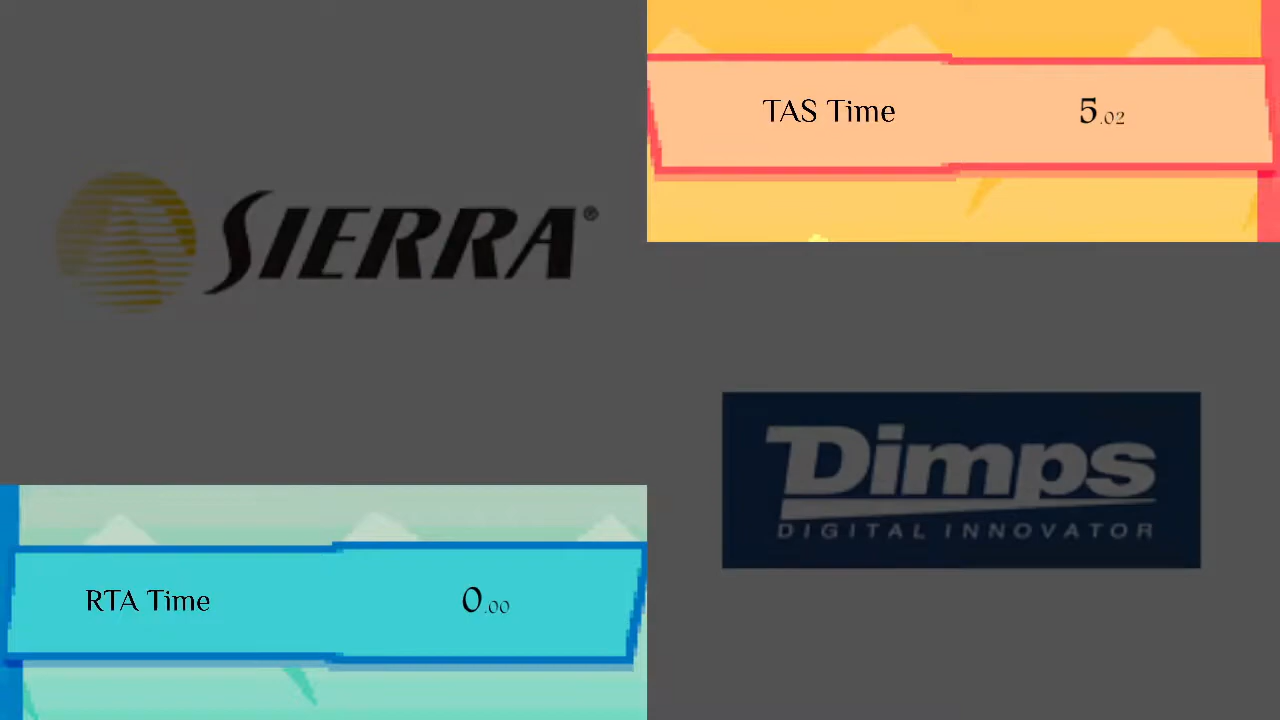 SIERRA®
TAS Time 5.02
Dimps
DIGITAL INNOVATOR
RTA Time 0.00